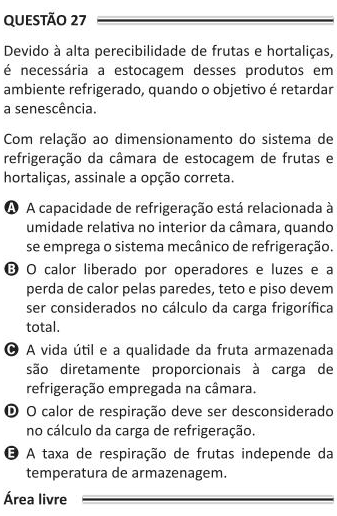 QUESTÃO 27
Devido à alta perecibilidade de frutas e hortaliças,
é necessária a estocagem desses produtos em
ambiente refrigerado, quando o objetivo é retardar
a senescência.
Com relação ao dimensionamento do sistema de
refrigeração da câmara de estocagem de frutas e
hortaliças, assinale a opção correta.
A A capacidade de refrigeração está relacionada à
umidade relativa no interior da câmara, quando
se emprega o sistema mecânico de refrigeração.
B O calor liberado por operadores e luzes e a
perda de calor pelas paredes, teto e piso devem
ser considerados no cálculo da carga frigorífica
total.
C A vida útil e a qualidade da fruta armazenada
são diretamente proporcionais à carga de
refrigeração empregada na câmara.
D O calor de respiração deve ser desconsiderado
no cálculo da carga de refrigeração.
E A taxa de respiração de frutas independe da
temperatura de armazenagem.
Área livre